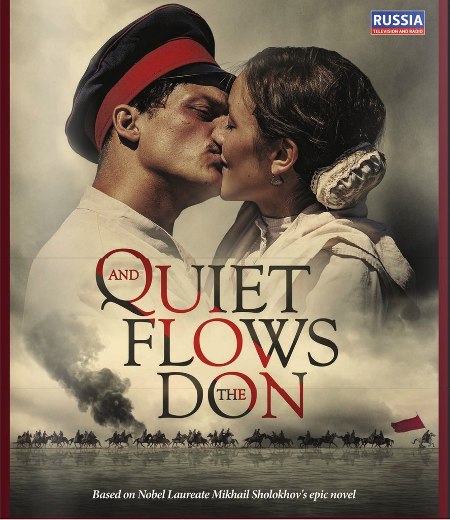 RUSSIA
TELEVISION AND RADIO
AND QUIET
FLOWS
THE DON
Based on Nobel Laureate Mikhail Sholokhov's epic novel